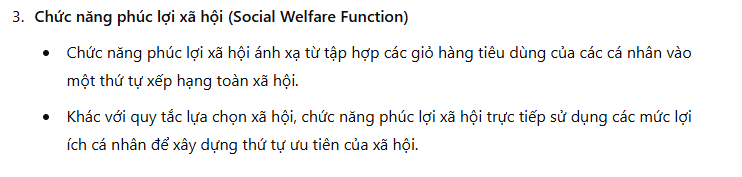 3. Chức năng phúc lợi xã hội (Social Welfare Function)
• Chức năng phúc lợi xã hội ánh xạ từ tập hợp các giỏ hàng tiêu dùng của các cá nhân vào
một thứ tự xếp hạng toàn xã hội.
• Khác với quy tắc lựa chọn xã hội, chức năng phúc lợi xã hội trực tiếp sử dụng các mức lợi
ích cá nhân để xây dựng thứ tự ưu tiên của xã hội.